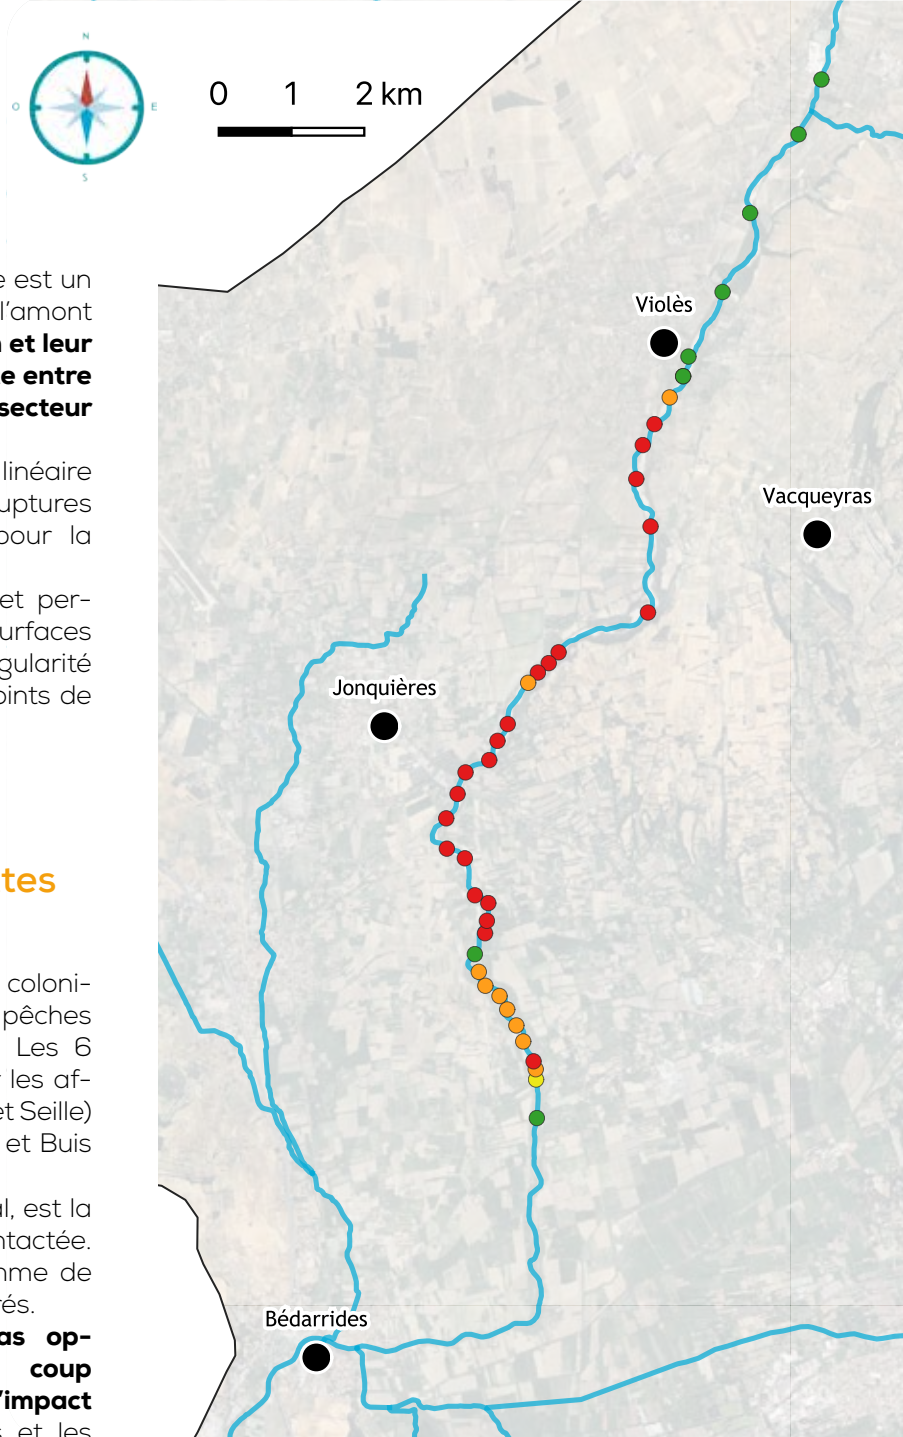 N
O
E
S
0 1 2 km
e est un
l’amont
et leur
e entre
secteur
linéaire
uptures
pour la
et per-
urfaces
gularité
oints de
Violès
Vacqueyras
Jonquières
tes
coloni-
pêches
Les 6
les af-
et Seille)
et Buis
al, est la
ntactée.
mme de
rés.
as op-
coup
l’impact
s et les
Bédarrides